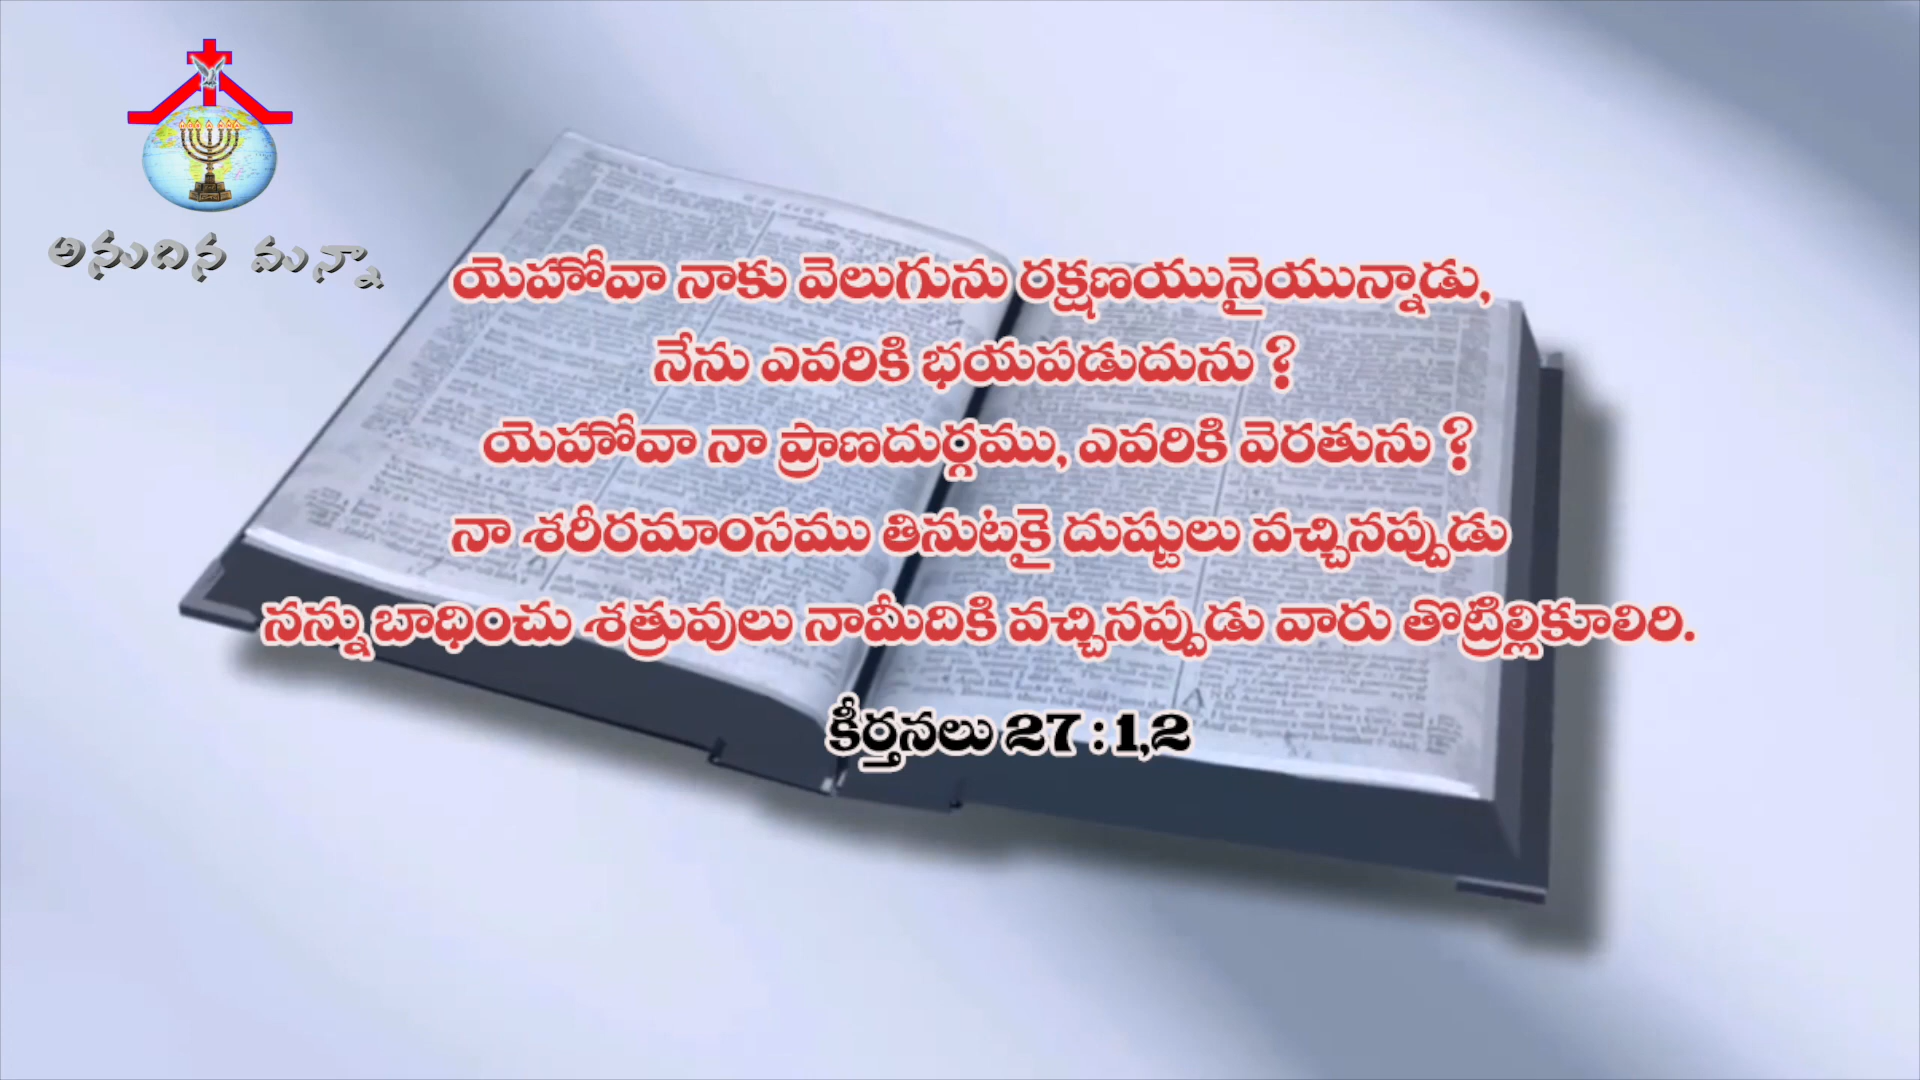 అనుదిన మన్నా
యెహోవా నాకు వెలుగును రక్షణయునైయున్నాడు,
నేను ఎవరికి భయపడుదును ?
యెహోవా నా ప్రాణదుర్గము, ఎవరికి వెరతును ?
నా శరీరమాంసము తినుటకై దుష్టులు వచ్చినప్పుడు
నన్నుబాధించు శత్రువులు నామీదికి వచ్చినప్పుడు వారు తొట్రిల్లికూలిరి.
కీర్తనలు 27 : 1,2